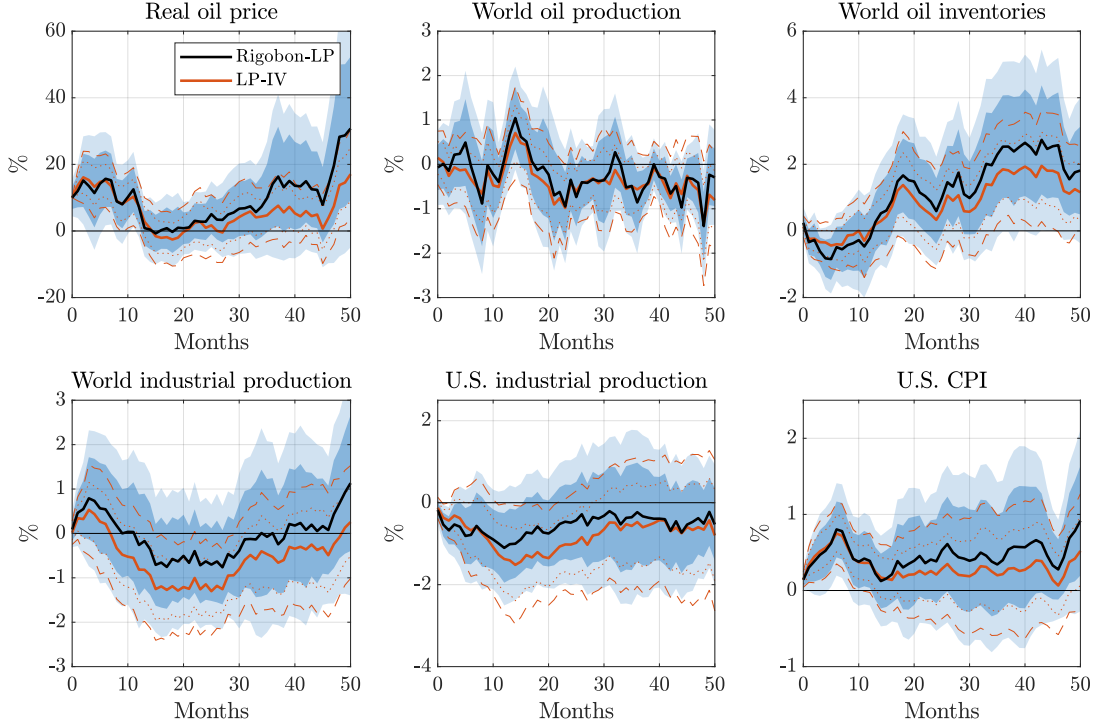 Real oil price
World oil production
World oil inventories
60
40
20
0
-20
%
Rigobon-LP
LP-IV
0 10 20 30 40 50
Months
3
2
1
0
-1
-2
-3
%
0 10 20 30 40 50
Months
6
4
2
0
-2
%
0 10 20 30 40 50
Months
World industrial production
U.S. industrial production
U.S. CPI
3
2
1
0
-1
-2
-3
%
0 10 20 30 40 50
Months
2
0
-2
-4
%
0 10 20 30 40 50
Months
2
1
0
-1
%
0 10 20 30 40 50
Months